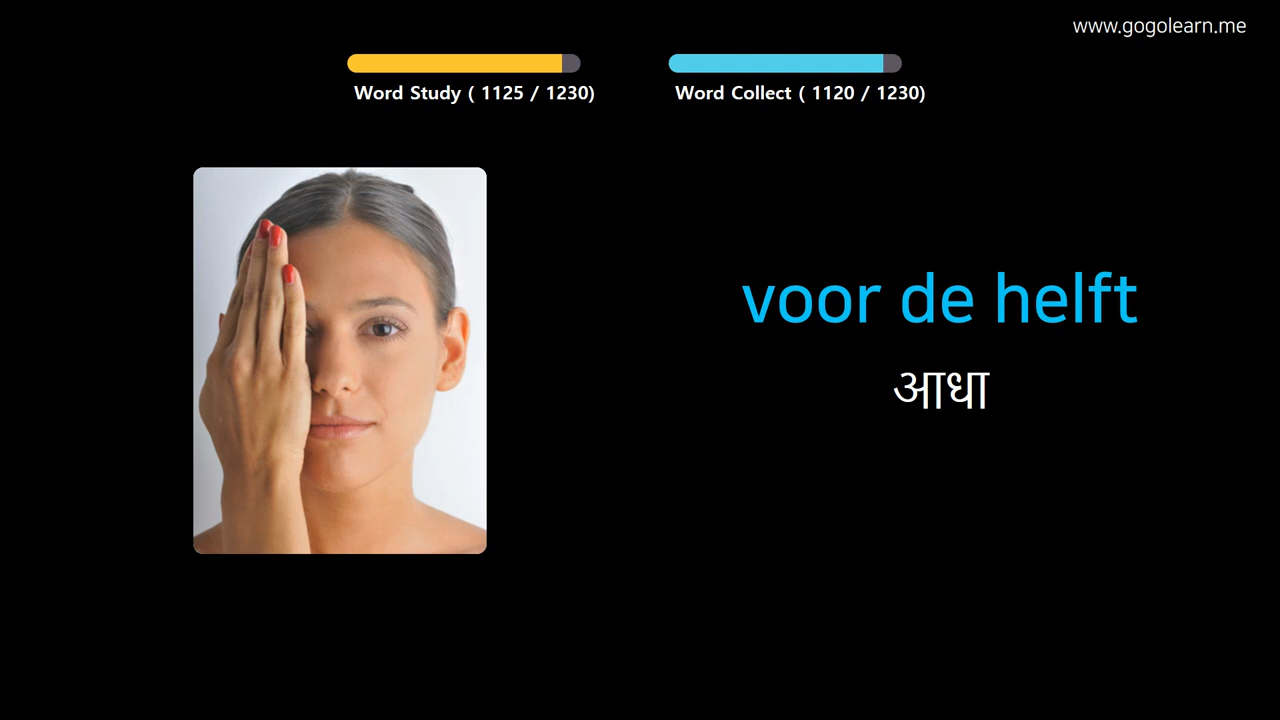 www.gogolearn.me
Word Study ( 1125 / 1230)
Word Collect ( 1120 / 1230)
voor de helft
आधा